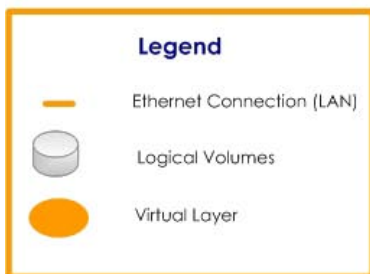 Legend
Ethernet Connection (LAN)
Logical Volumes
Virtual Layer